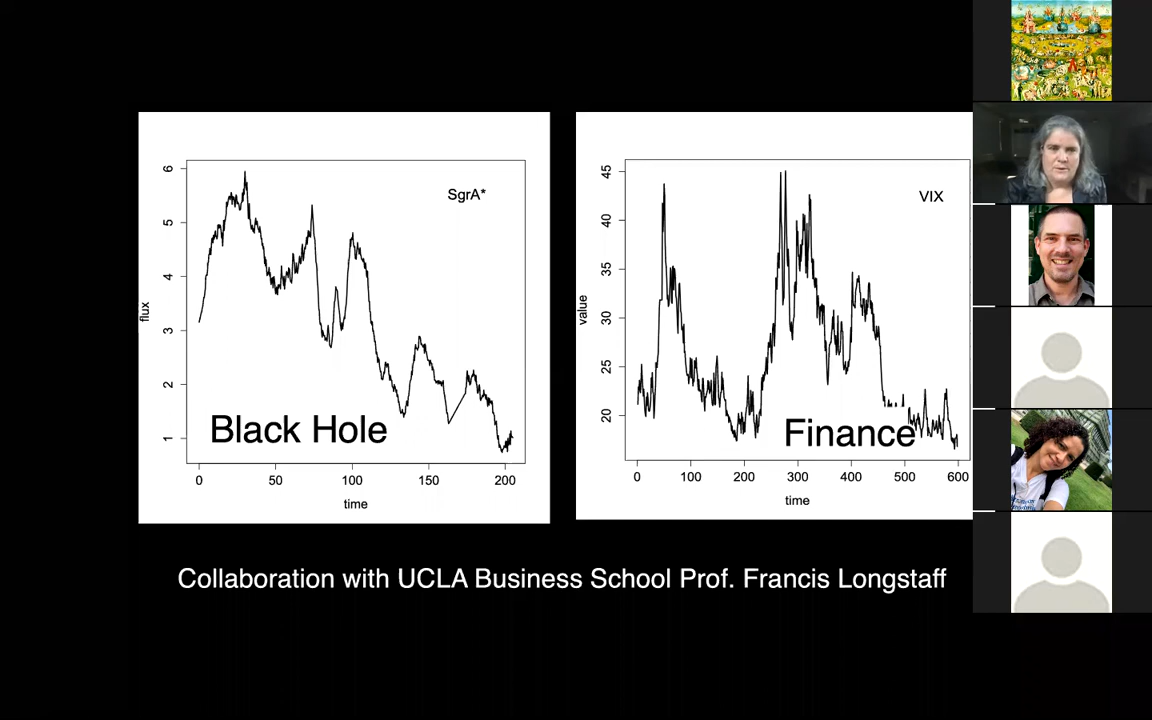 SgrA*
6
5
4
3
2
1
flux
0 50 100 150 200
time
Black Hole
VIX
45
40
35
30
25
20
value
0 100 200 300 400 500 600
time
Finance
Collaboration with UCLA Business School Prof. Francis Longstaff